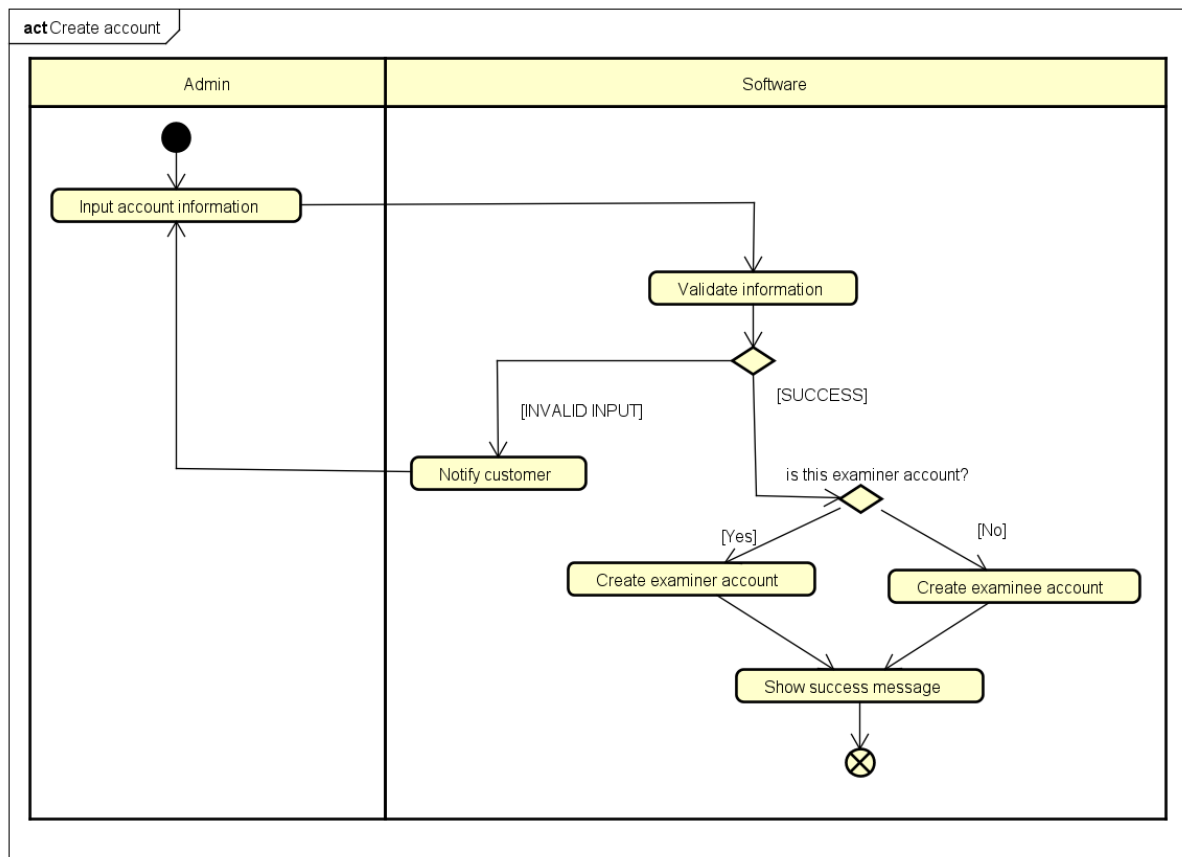 act Create account
Admin
Software
Input account information
Validate information
[SUCCESS]
[INVALID INPUT]
Notify customer
is this examiner account?
[Yes]
[No]
Create examiner account
Create examinee account
Show success message